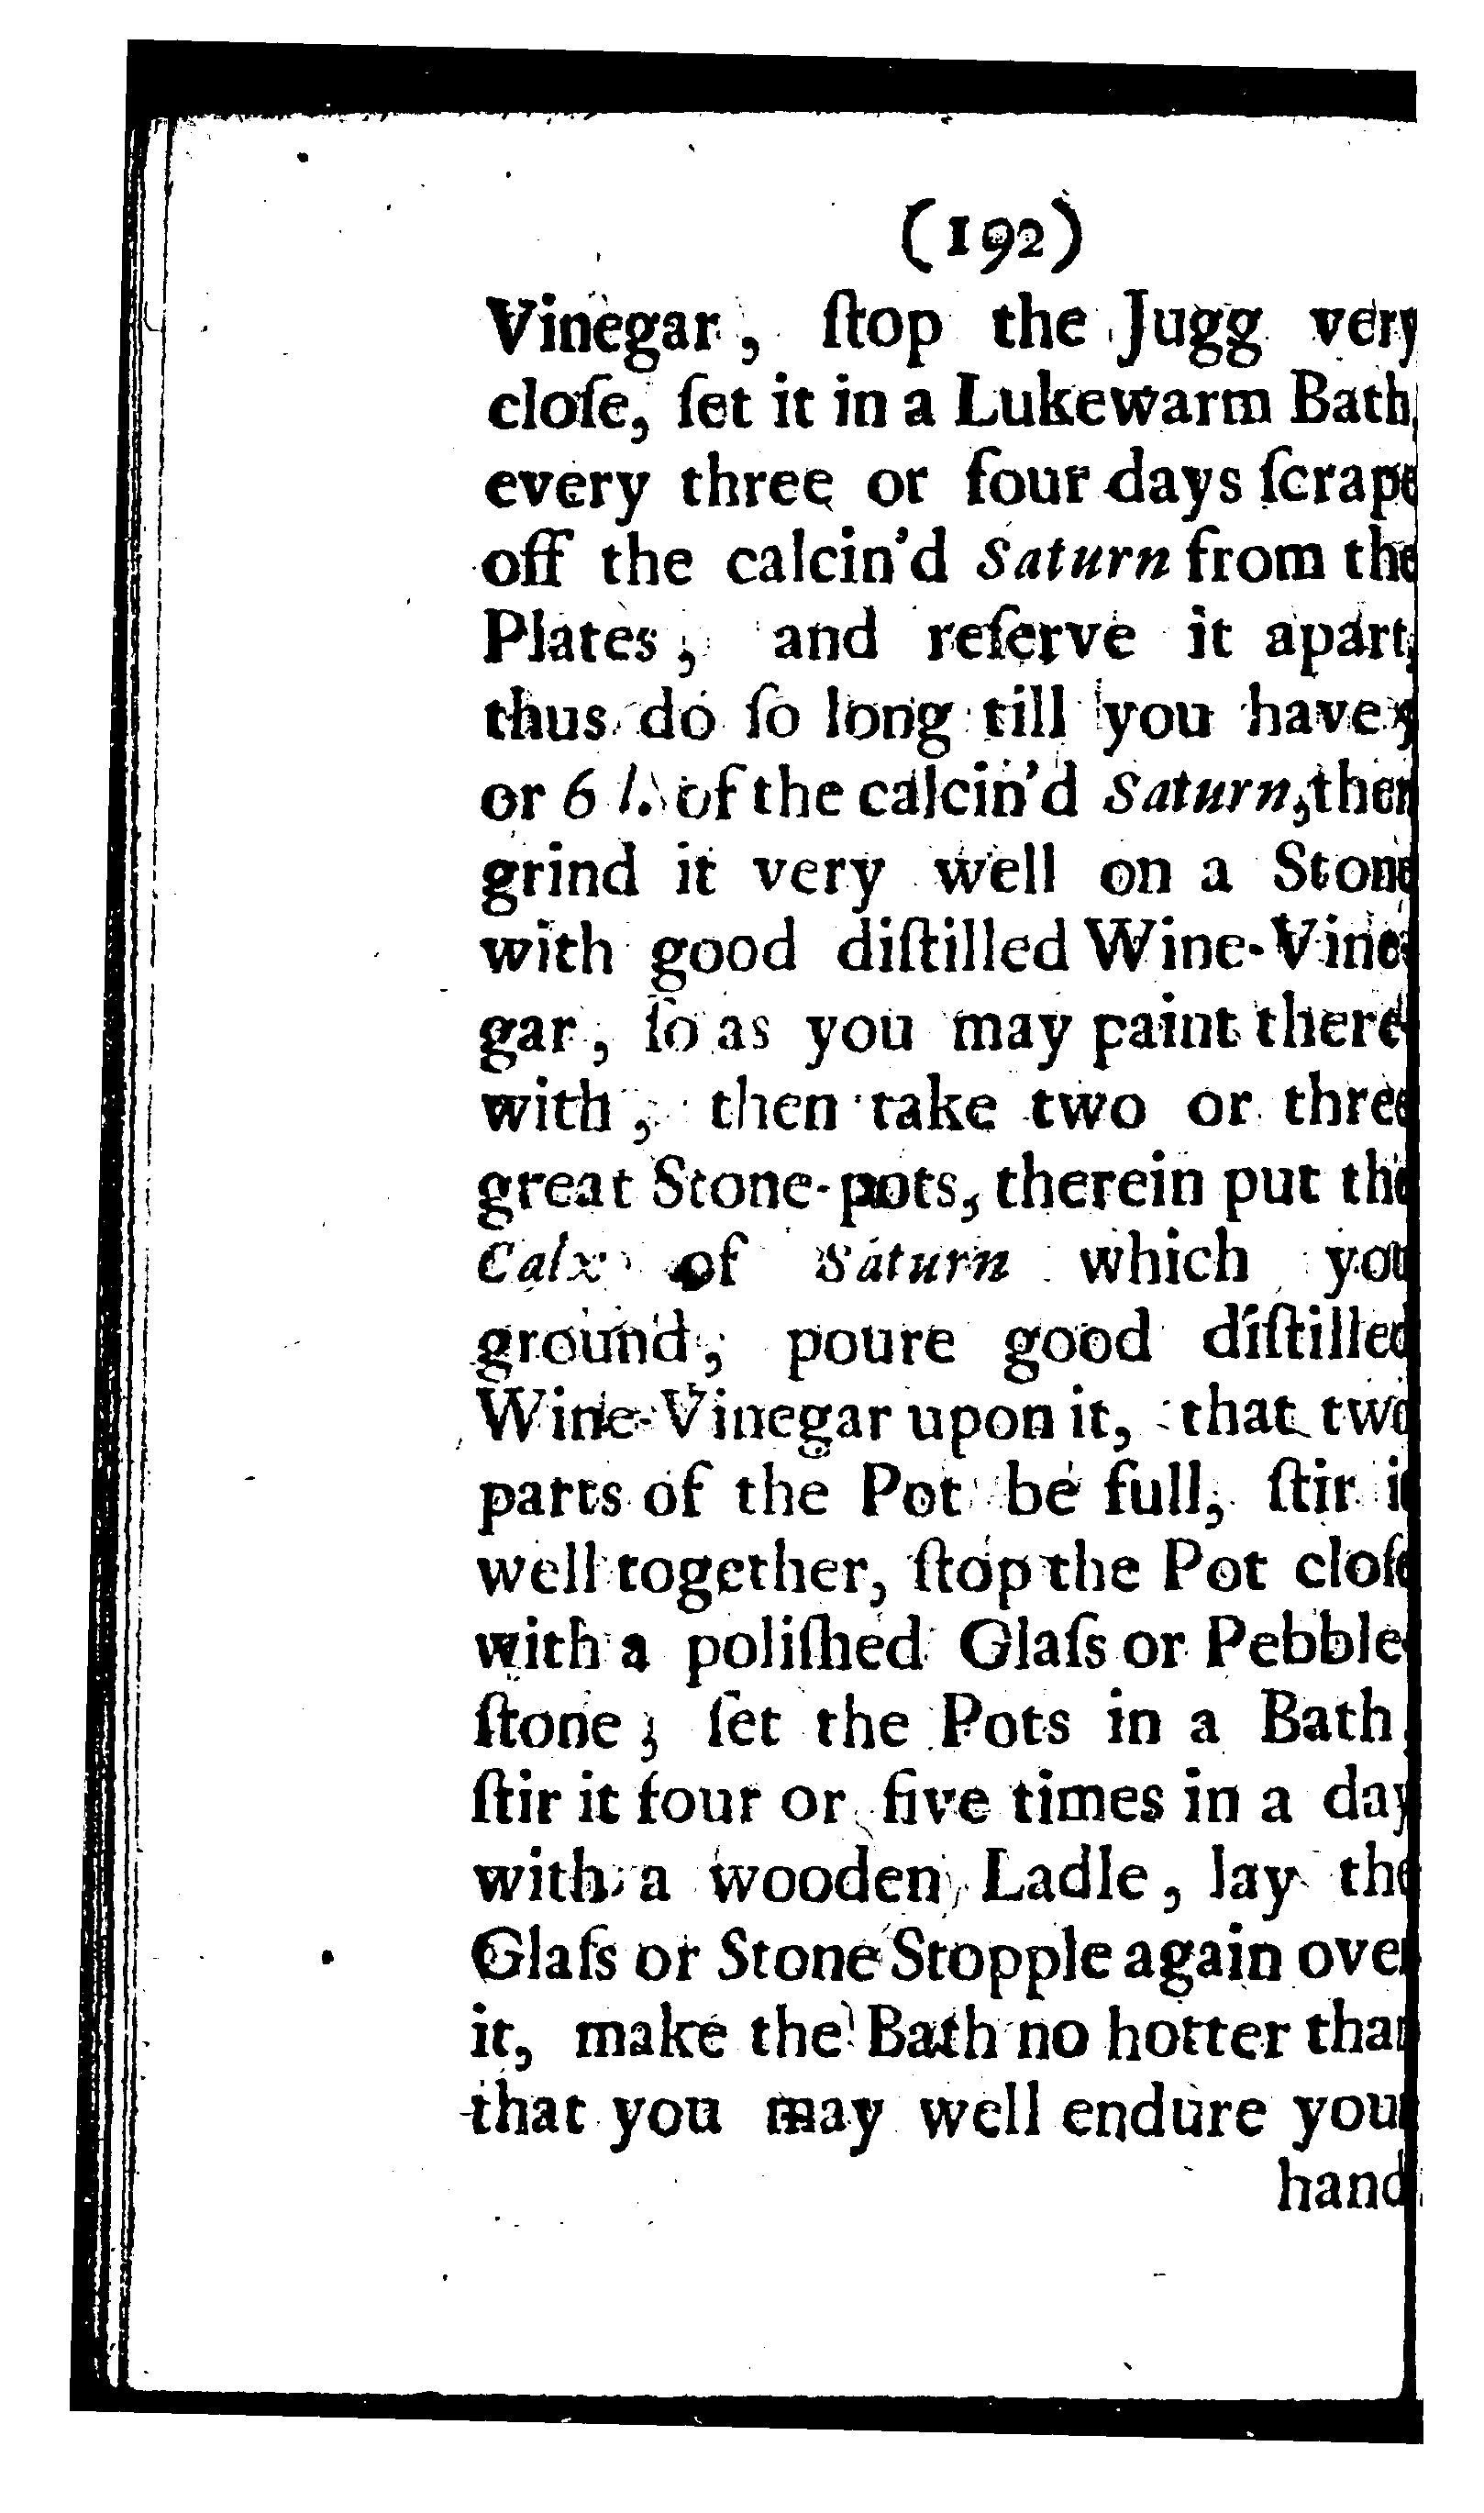 (192)
Vinegar, ſtop the Jugg very
cloſe, ſet it in a Lukewarm Bath,
every three or four days ſcrape
off the calcin'd Saturn from the
Plates, and reſerve it apart,
thus do ſo long till you have
or 6 l. of the calcin'd Saturn, then
grind it very well on a Stone
with good diſtilled Wine-Vine-
gar, ſo as you may paint there-
with, then take two or three
great Stone-pots, therein put the
Calx of Saturn which you
ground, poure good diſtilled
Wine-Vinegar upon it, that two
parts of the Pot be full, ſtir it
well together, ſtop the Pot cloſe
with a poliſhed Glaſs or Pebble-
ſtone; ſet the Pots in a Bath,
ſtir it four or five times in a day
with a wooden Ladle, lay the
Glaſs or Stone Stopple again over
it, make the Bath no hotter than
that you may well endure your
hand